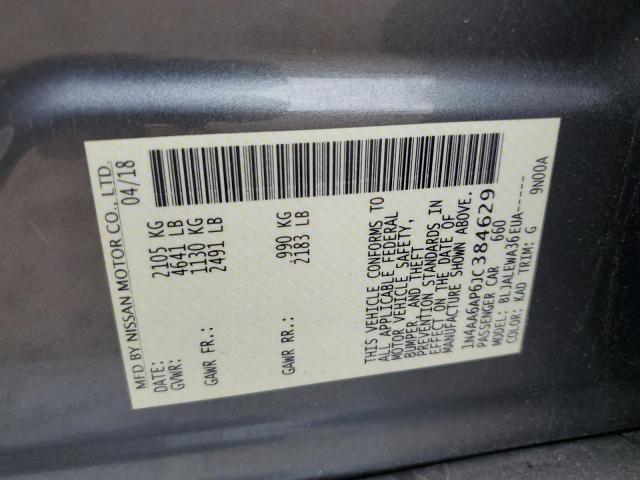 MFD BY NISSAN MOTOR CO., LTD.
DATE: 04/18
GVWR: 2105 KG
4641 LB
GAWR FR.: 1130 KG
2491 LB
GAWR RR.: 990 KG
2183 LB
THIS VEHICLE CONFORMS TO
ALL APPLICABLE FEDERAL
MOTOR VEHICLE SAFETY,
BUMPER, AND THEFT
PREVENTION STANDARDS IN
EFFECT ON THE DATE OF
MANUFACTURE SHOWN ABOVE.
1N4AA6AP6JC384629
PASSENGER CAR 660
MODEL: BLJALEWA36EUA-----
COLOR: KAD TRIM: G 9N00A